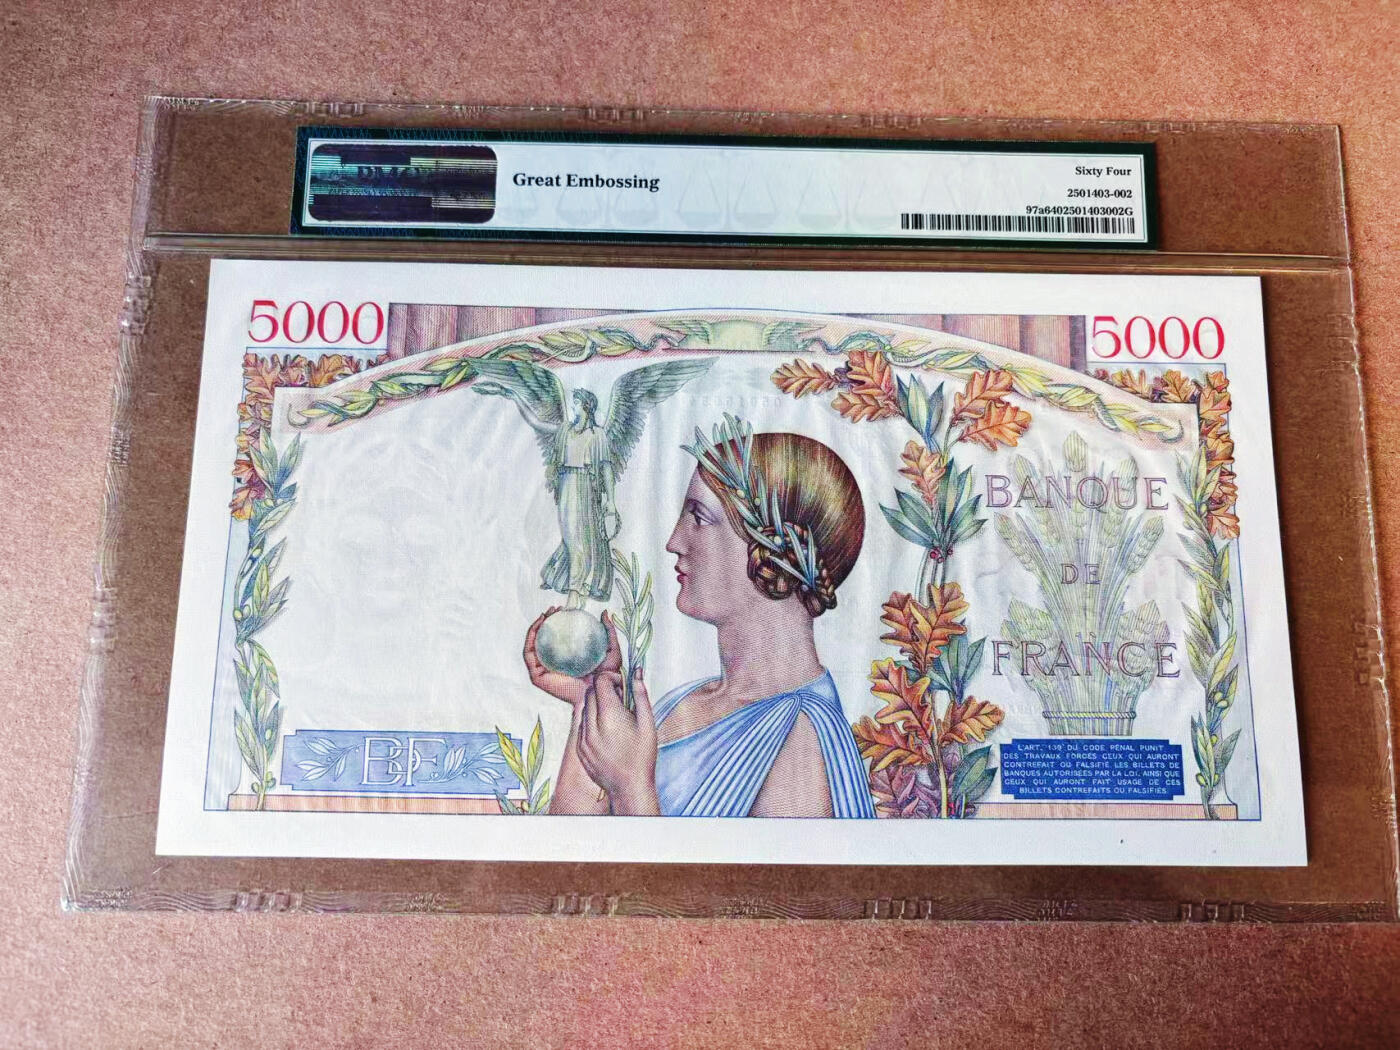 Great Embossing
Sixty Four
2501403-002
97a6402501403002G
5000
5000
BANQUE
DE
FRANCE
BF
L'ART. 139 DU CODE PÉNAL PUNIT
DES TRAVAUX FORCÉS CEUX QUI AURONT
CONTREFAIT OU FALSIFIÉ LES BILLETS DE
BANQUES AUTORISÉES PAR LA LOI, AINSI QUE
CEUX QUI AURONT FAIT USAGE DE CES
BILLETS CONTREFAITS OU FALSIFIÉS